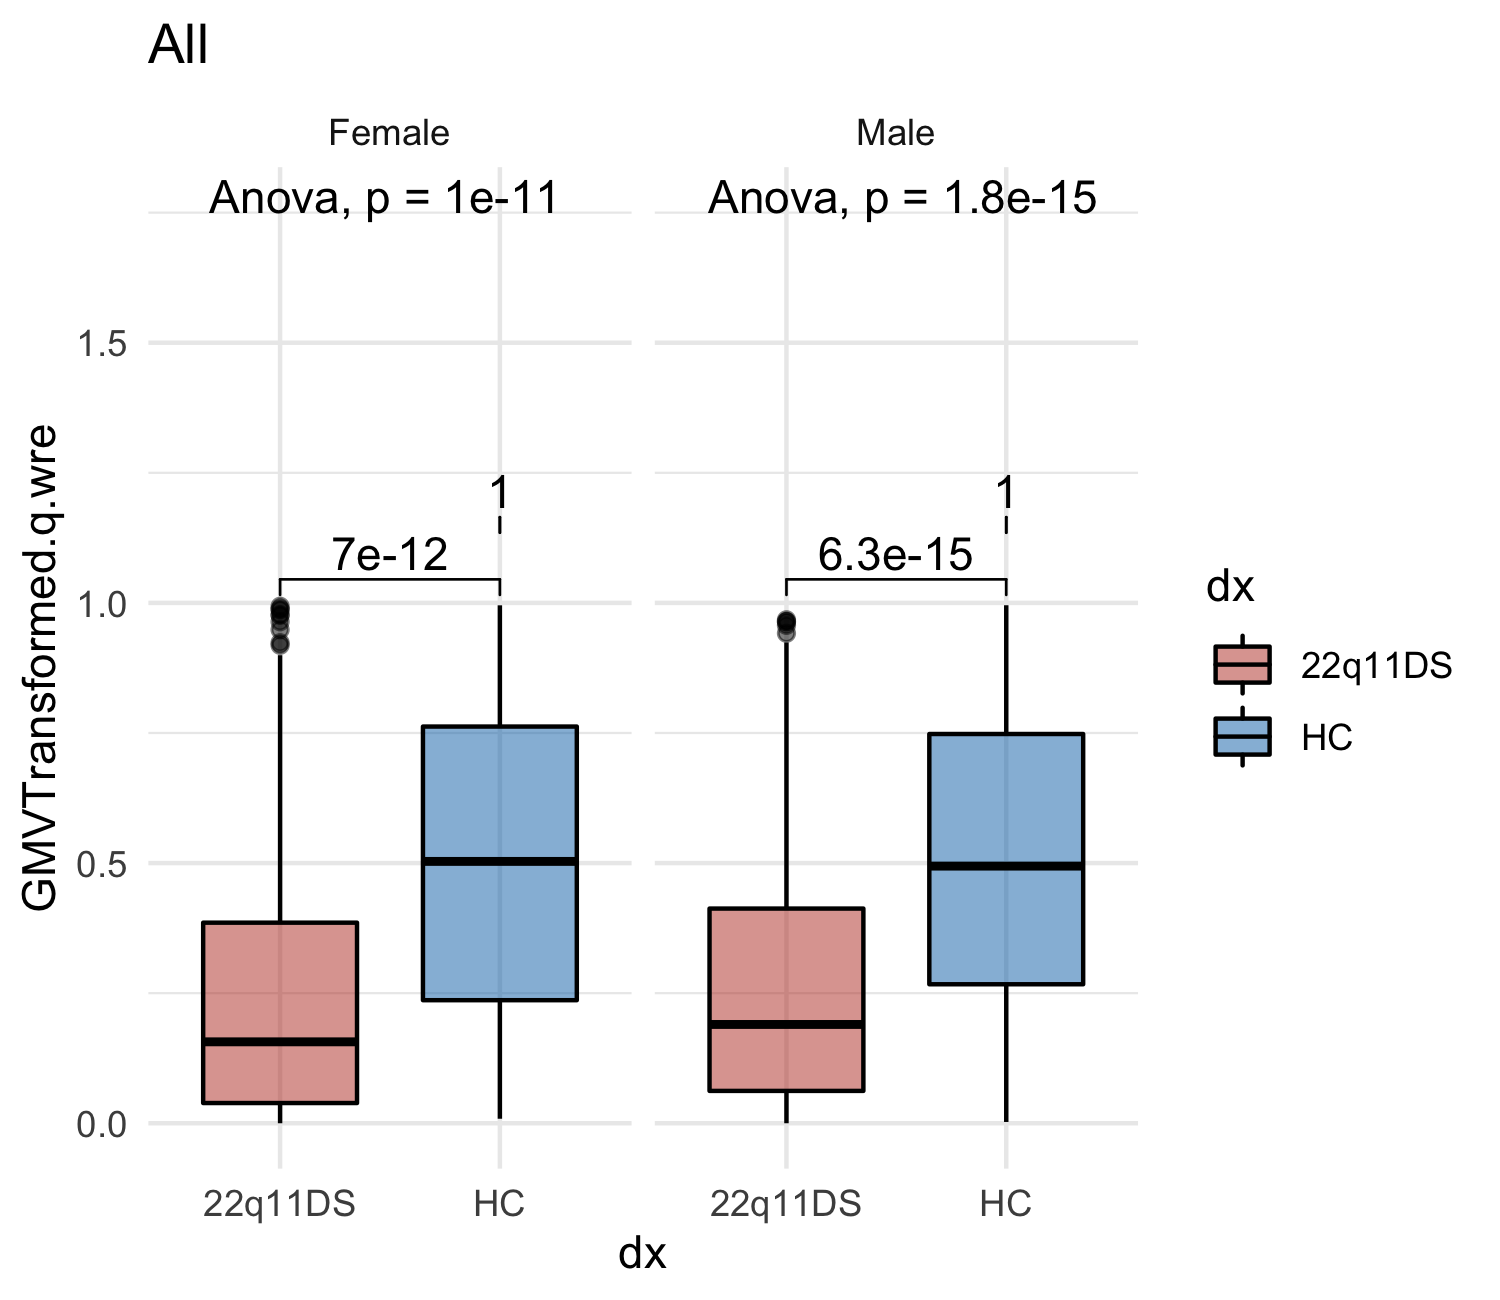 All
Female
Male
Anova, p = 1e-11
Anova, p = 1.8e-15
1.5
1
1
7e-12
6.3e-15
1.0
0.5
0.0
GMVTransformed.q.wre
22q11DS
HC
22q11DS
HC
dx
dx
22q11DS
HC